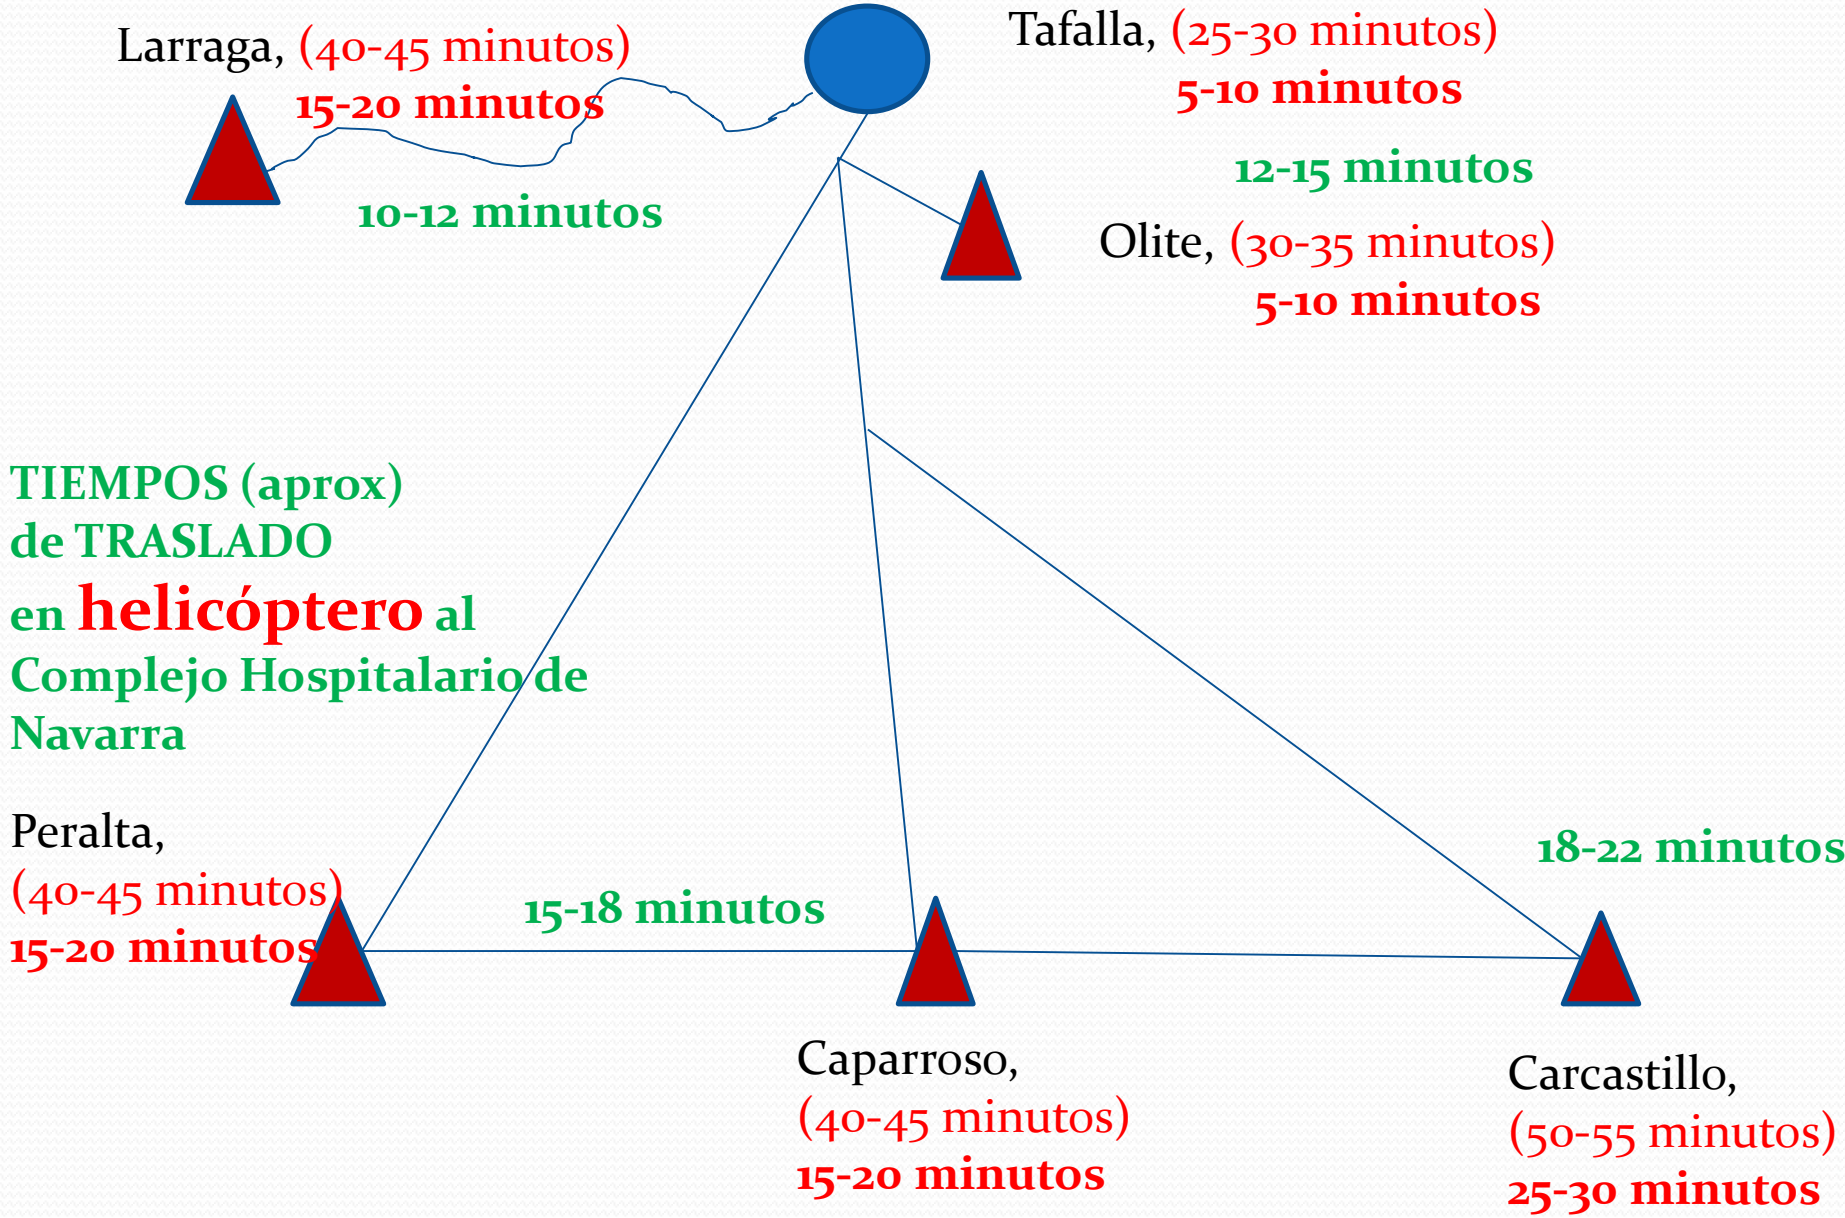 Larraga, (40-45 minutos)
15-20 minutos
10-12 minutos
Tafalla, (25-30 minutos)
5-10 minutos
12-15 minutos
Olite, (30-35 minutos)
5-10 minutos
TIEMPOS (aprox)
de TRASLADO
en helicóptero al
Complejo Hospitalario de
Navarra
Peralta,
(40-45 minutos)
15-20 minutos
15-18 minutos
18-22 minutos
Caparroso,
(40-45 minutos)
15-20 minutos
Carcastillo,
(50-55 minutos)
25-30 minutos